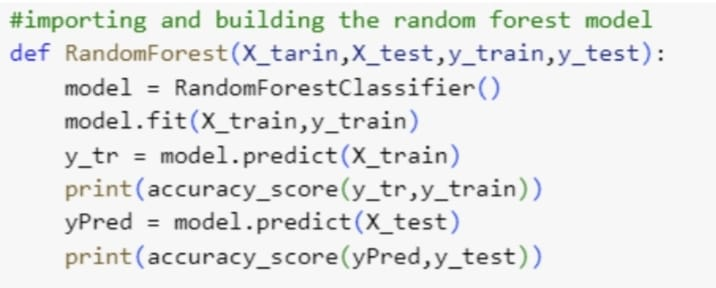 #importing and building the random forest model
def RandomForest(X_tarin,X_test,y_train,y_test):
    model = RandomForestClassifier()
    model.fit(X_train,y_train)
    y_tr = model.predict(X_train)
    print(accuracy_score(y_tr,y_train))
    yPred = model.predict(X_test)
    print(accuracy_score(yPred,y_test))